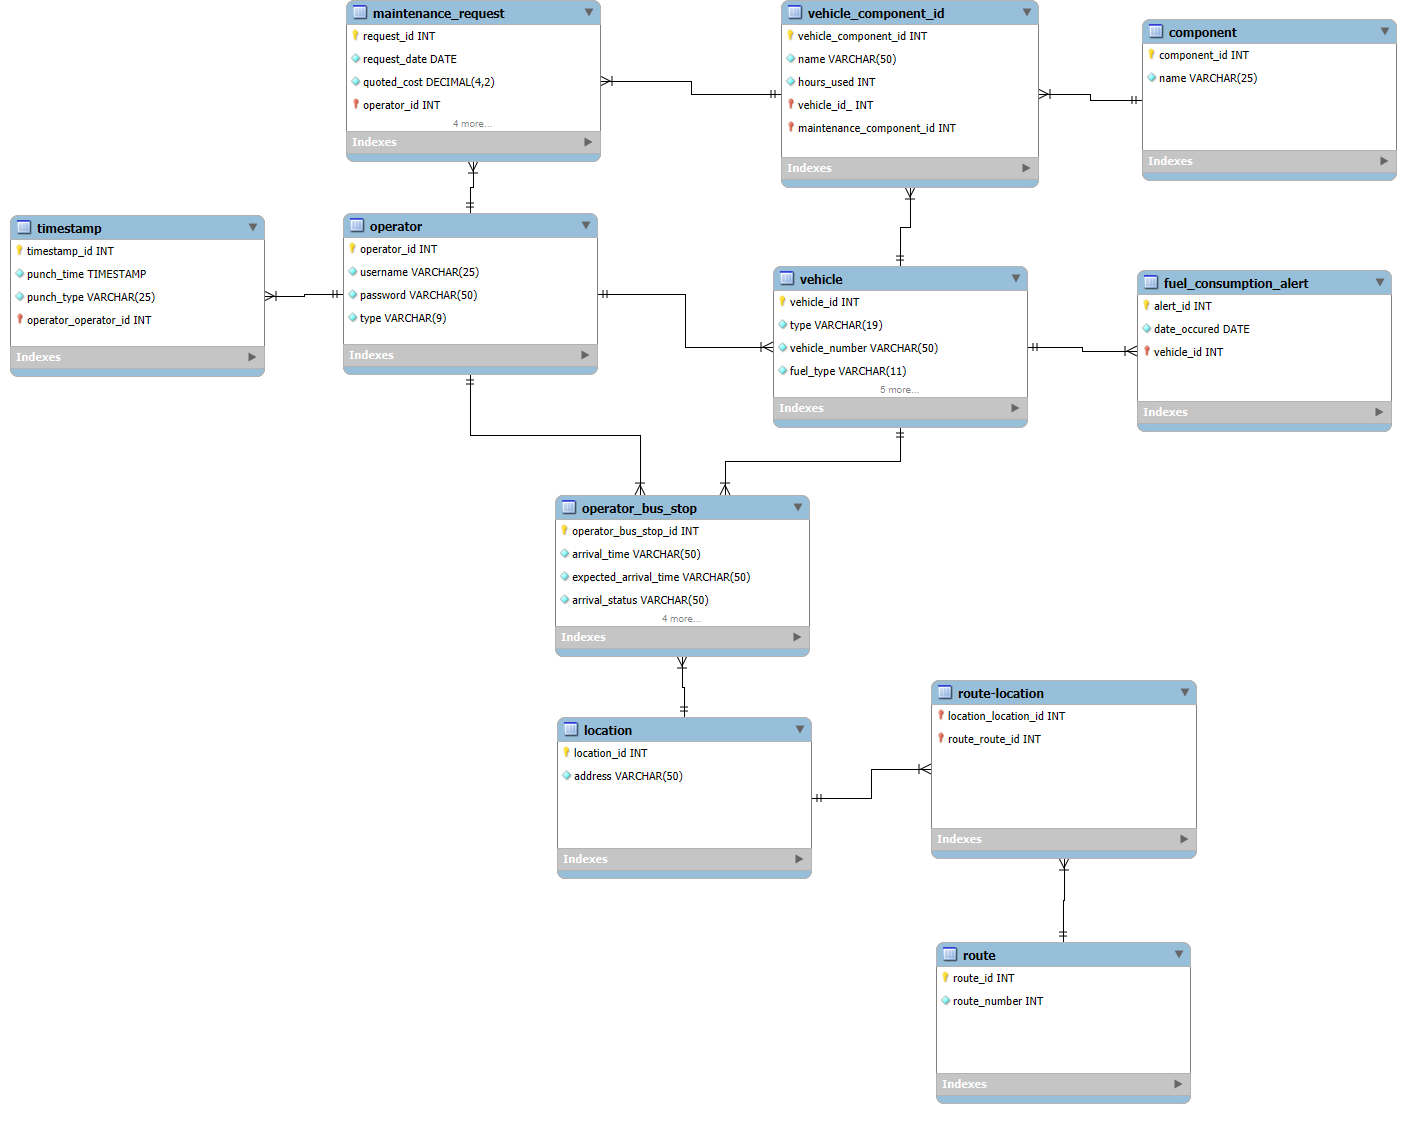 maintenance_request
request_id INT
request_date DATE
quoted_cost DECIMAL(4,2)
operator_id INT
4 more...
Indexes
vehicle_component_id
vehicle_component_id INT
name VARCHAR(50)
hours_used INT
vehicle_id_ INT
maintenance_component_id INT
Indexes
component
component_id INT
name VARCHAR(25)
Indexes
timestamp
timestamp_id INT
punch_time TIMESTAMP
punch_type VARCHAR(25)
operator_operator_id INT
Indexes
operator
operator_id INT
username VARCHAR(25)
password VARCHAR(50)
type VARCHAR(9)
Indexes
vehicle
vehicle_id INT
type VARCHAR(19)
vehicle_number VARCHAR(50)
fuel_type VARCHAR(11)
5 more...
Indexes
fuel_consumption_alert
alert_id INT
date_occured DATE
vehicle_id INT
Indexes
operator_bus_stop
operator_bus_stop_id INT
arrival_time VARCHAR(50)
expected_arrival_time VARCHAR(50)
arrival_status VARCHAR(50)
4 more...
Indexes
location
location_id INT
address VARCHAR(50)
Indexes
route-location
location_location_id INT
route_route_id INT
Indexes
route
route_id INT
route_number INT
Indexes